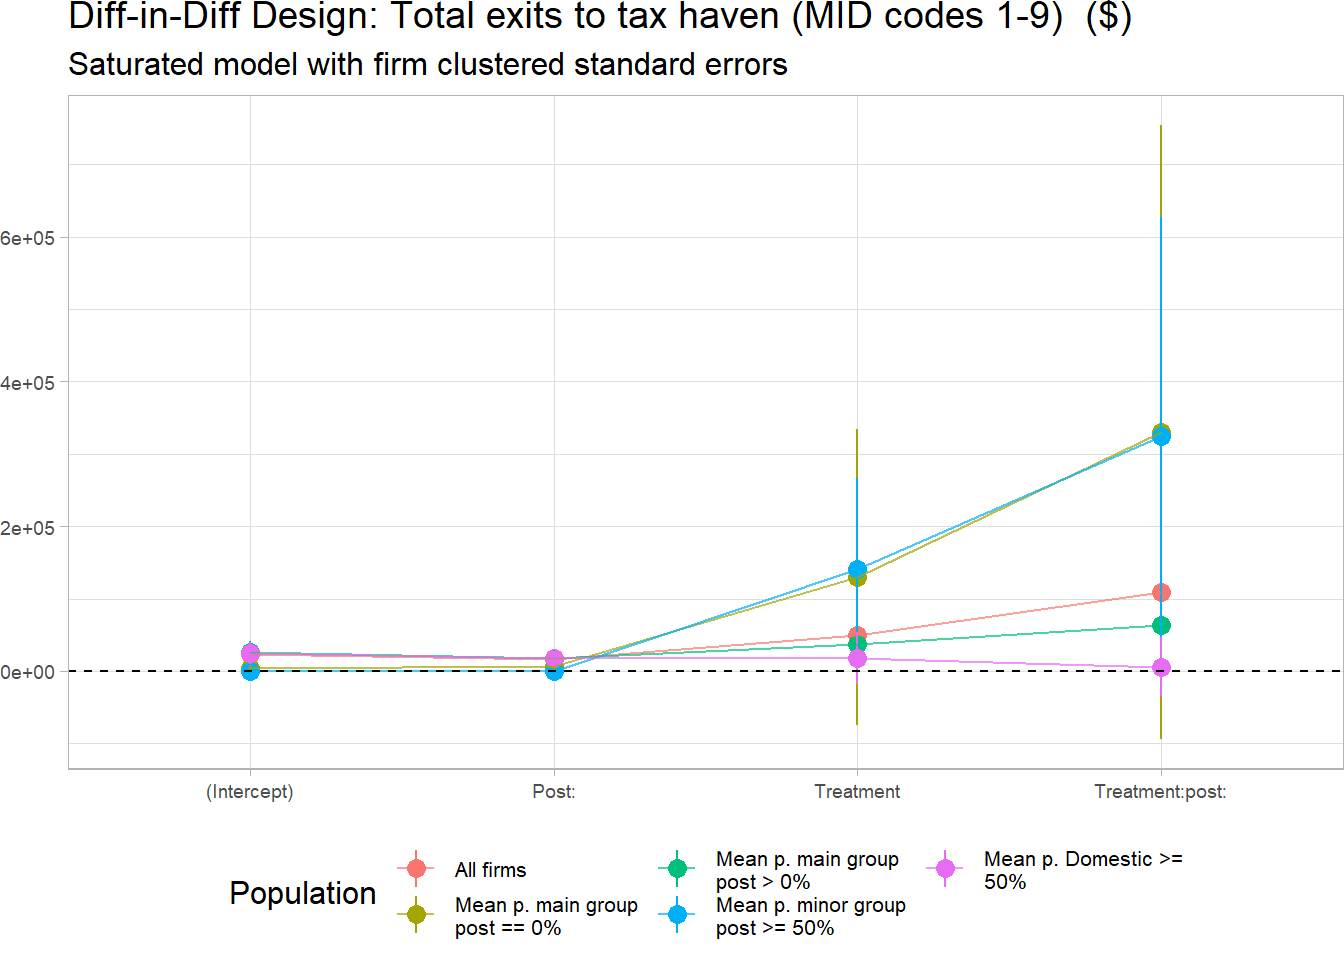 Diff-in-Diff Design: Total exits to tax haven (MID codes 1-9)  ($)
Saturated model with firm clustered standard errors
6e+05
4e+05
2e+05
0e+00
(Intercept)
Post:
Treatment
Treatment:post:
Population
All firms
Mean p. main group
post == 0%
Mean p. main group
post > 0%
Mean p. minor group
post >= 50%
Mean p. Domestic >=
50%